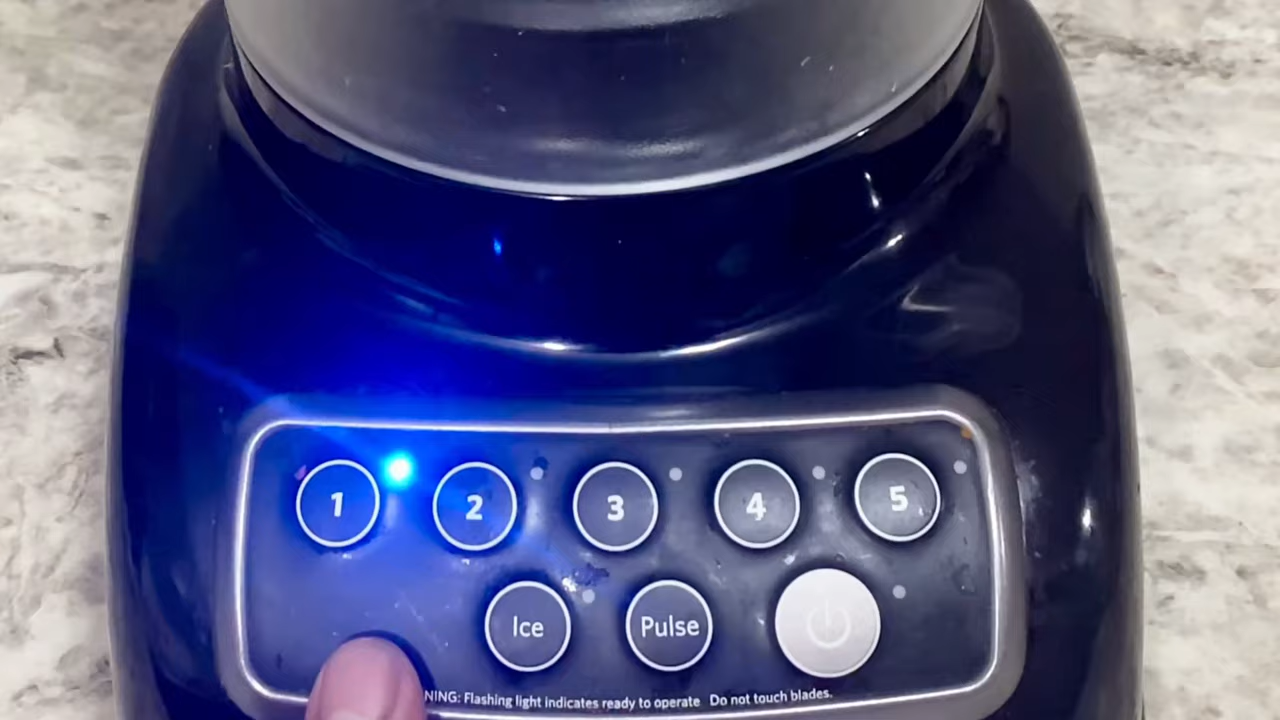 1 2 3 4 5
Ice Pulse
NING: Flashing light indicates ready to operate Do not touch blades.